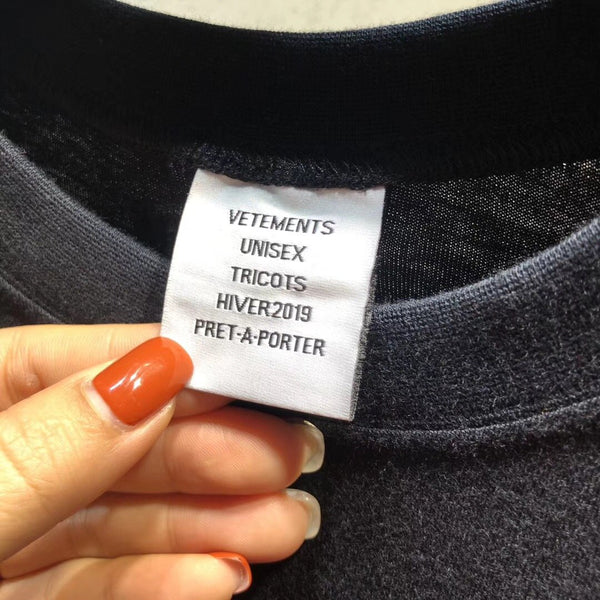 VETEMENTS
UNISEX
TRICOTS
HIVER2019
PRET-A-PORTER